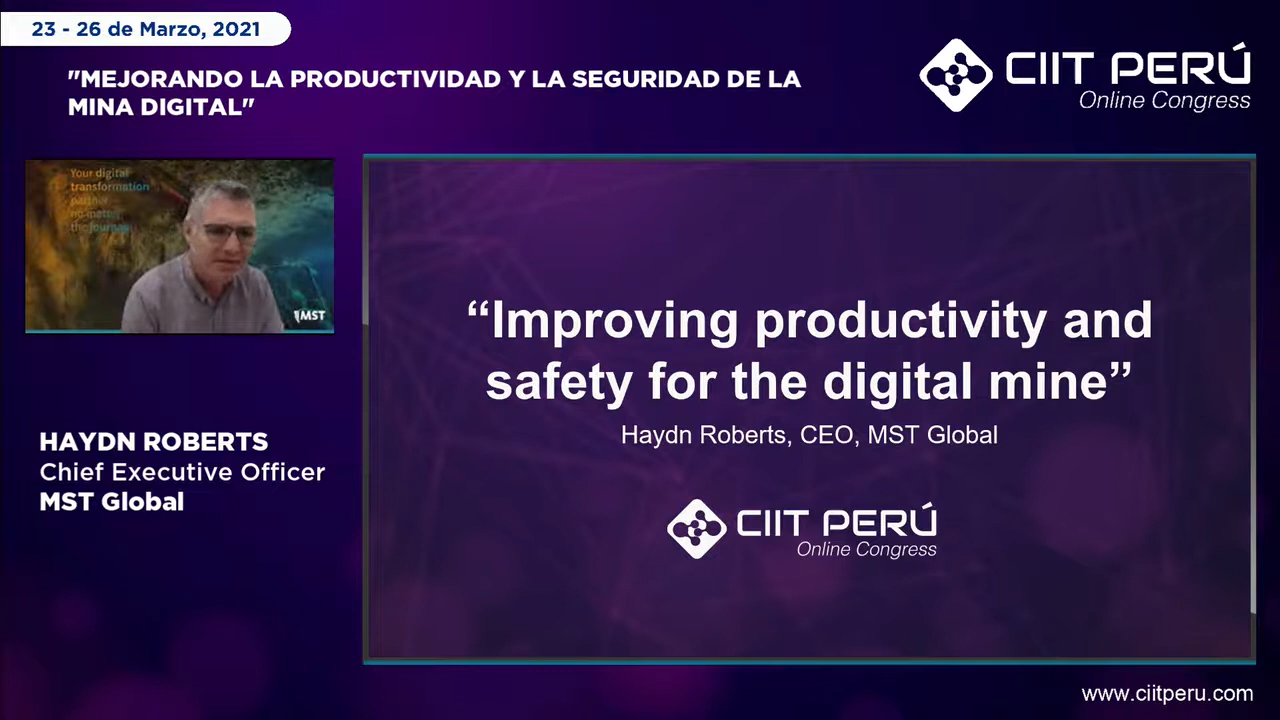 23 - 26 de Marzo, 2021
"MEJORANDO LA PRODUCTIVIDAD Y LA SEGURIDAD DE LA
MINA DIGITAL"
CIIT PERÚ
Online Congress
Your digital
transformation
partner
no matter
the journey
MST
HAYDN ROBERTS
Chief Executive Officer
MST Global
“Improving productivity and
safety for the digital mine”
Haydn Roberts, CEO, MST Global
CIIT PERÚ
Online Congress
www.ciitperu.com